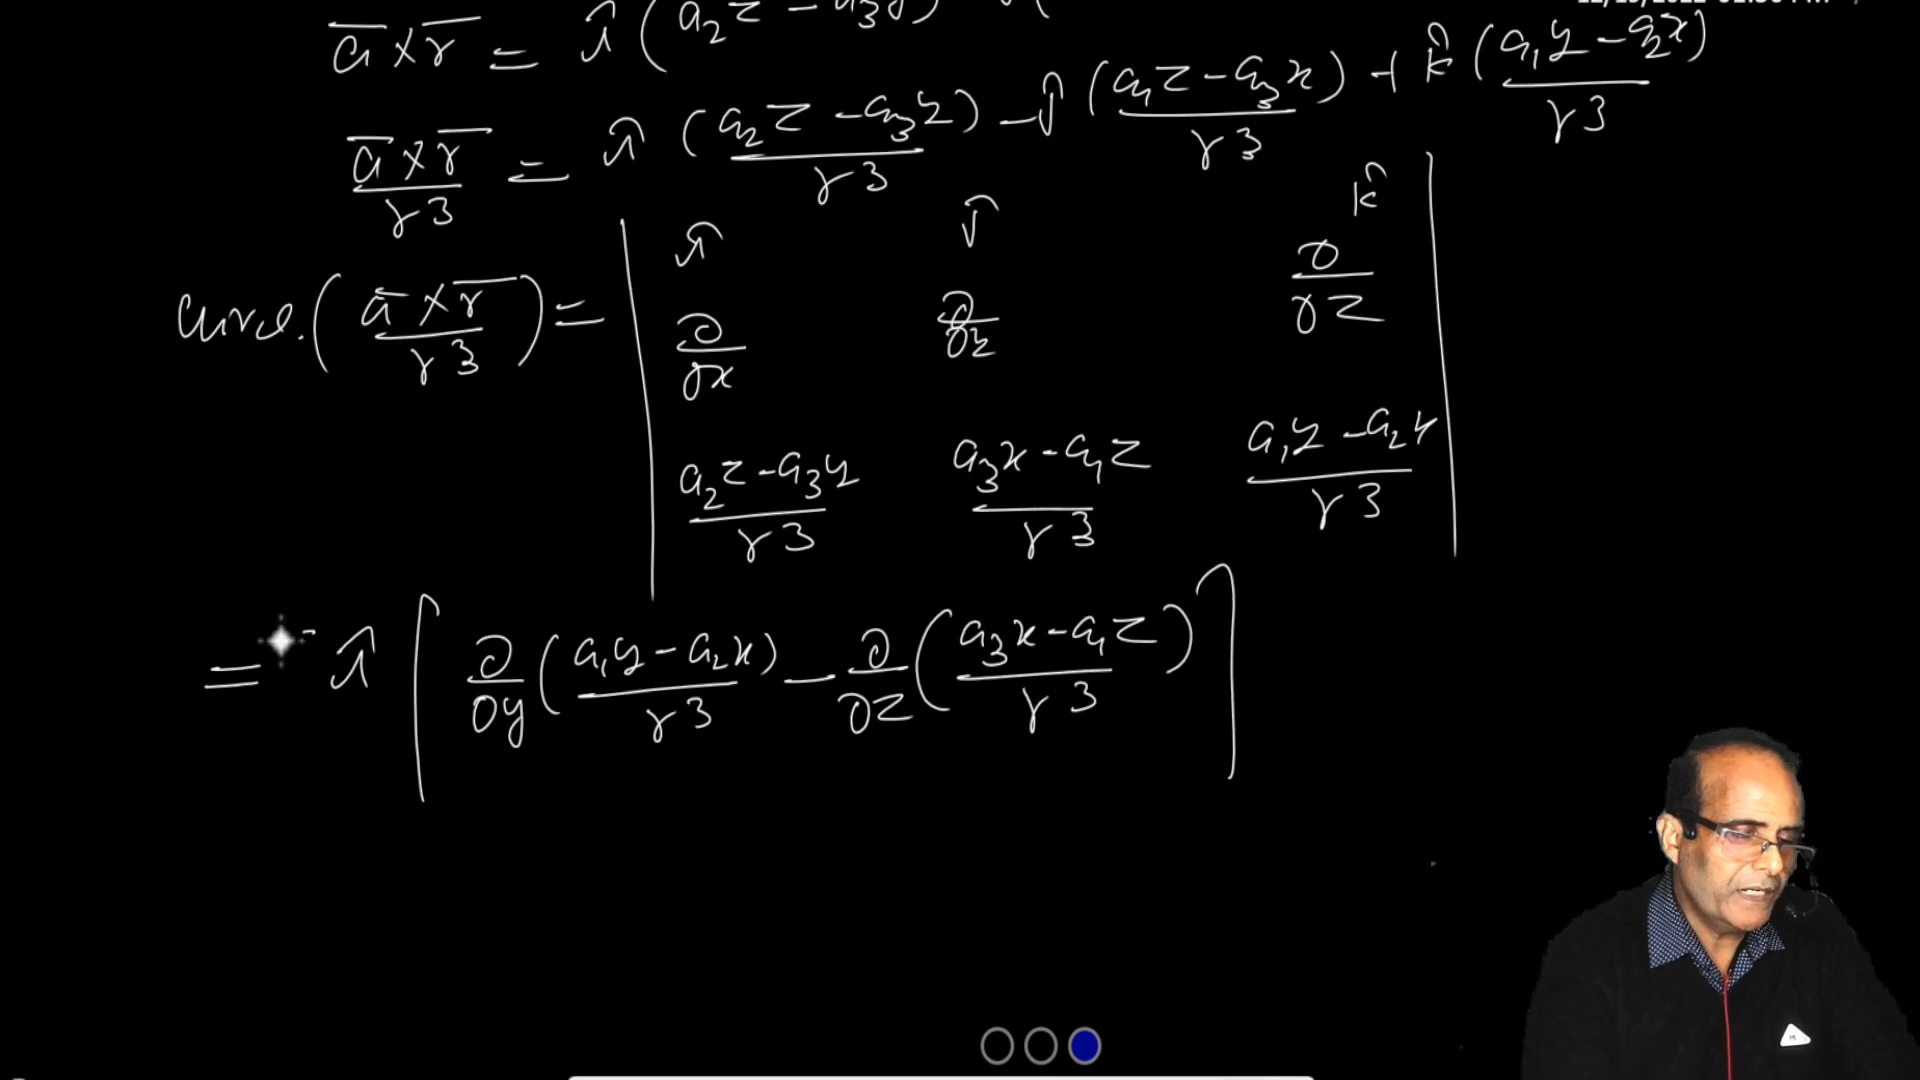 a̅ × r̅ = î (a₂z − a₃y)
(a̅ × r̅)/r3 = î (a₂z − a₃y)/r3 − ĵ (a₁z − a₃x)/r3 + k̂ (a₁y − a₂x)/r3
curl. ((a̅ × r̅)/r3) = | î ĵ k̂ |
| ∂/∂x ∂/∂y ∂/∂z |
| (a₂z − a₃y)/r3 (a₃x − a₁z)/r3 (a₁y − a₂x)/r3 |
= î [ ∂/∂y ((a₁y − a₂x)/r3) − ∂/∂z ((a₃x − a₁z)/r3) ]